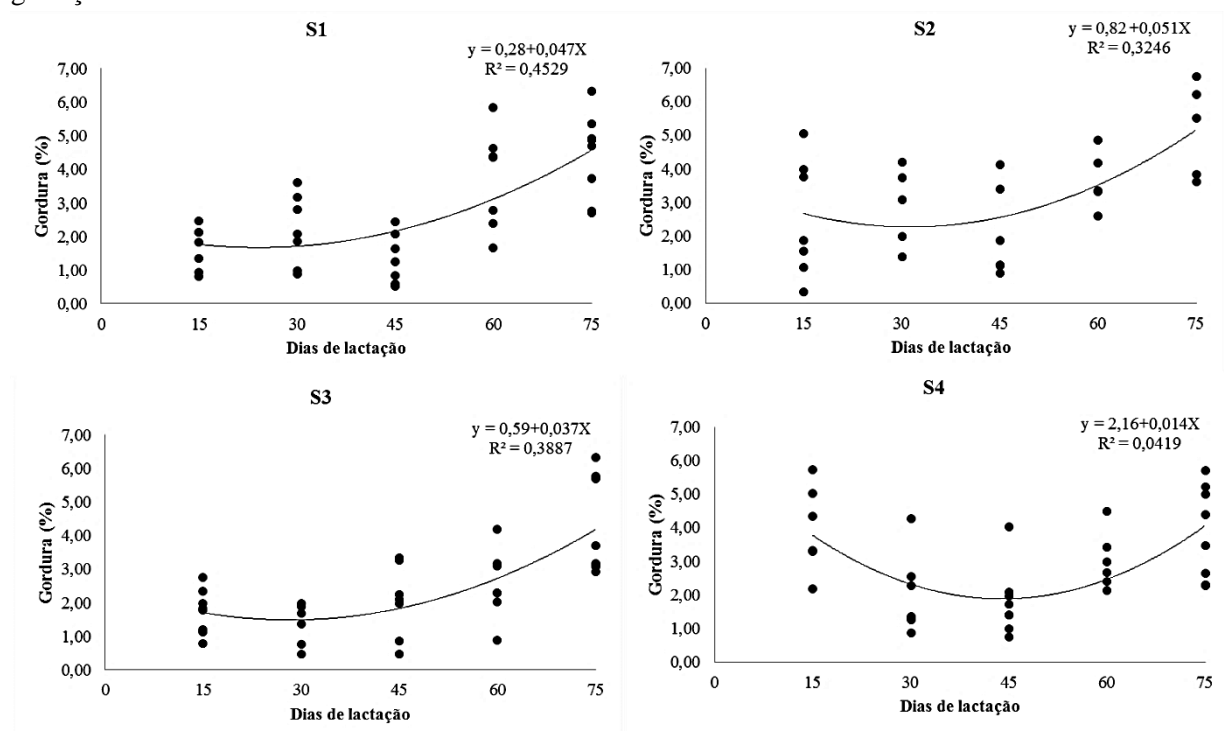 S1
y = 0,28+0,047X
R² = 0,4529
7,00
6,00
5,00
4,00
3,00
2,00
1,00
0,00
Gordura (%)
0 15 30 45 60 75
Dias de lactação
S2
y = 0,82+0,051X
R² = 0,3246
7,00
6,00
5,00
4,00
3,00
2,00
1,00
0,00
Gordura (%)
0 15 30 45 60 75
Dias de lactação
S3
y = 0,59+0,037X
R² = 0,3887
7,00
6,00
5,00
4,00
3,00
2,00
1,00
0,00
Gordura (%)
0 15 30 45 60 75
Dias de lactação
S4
y = 2,16+0,014X
R² = 0,0419
7,00
6,00
5,00
4,00
3,00
2,00
1,00
0,00
Gordura (%)
0 15 30 45 60 75
Dias de lactação